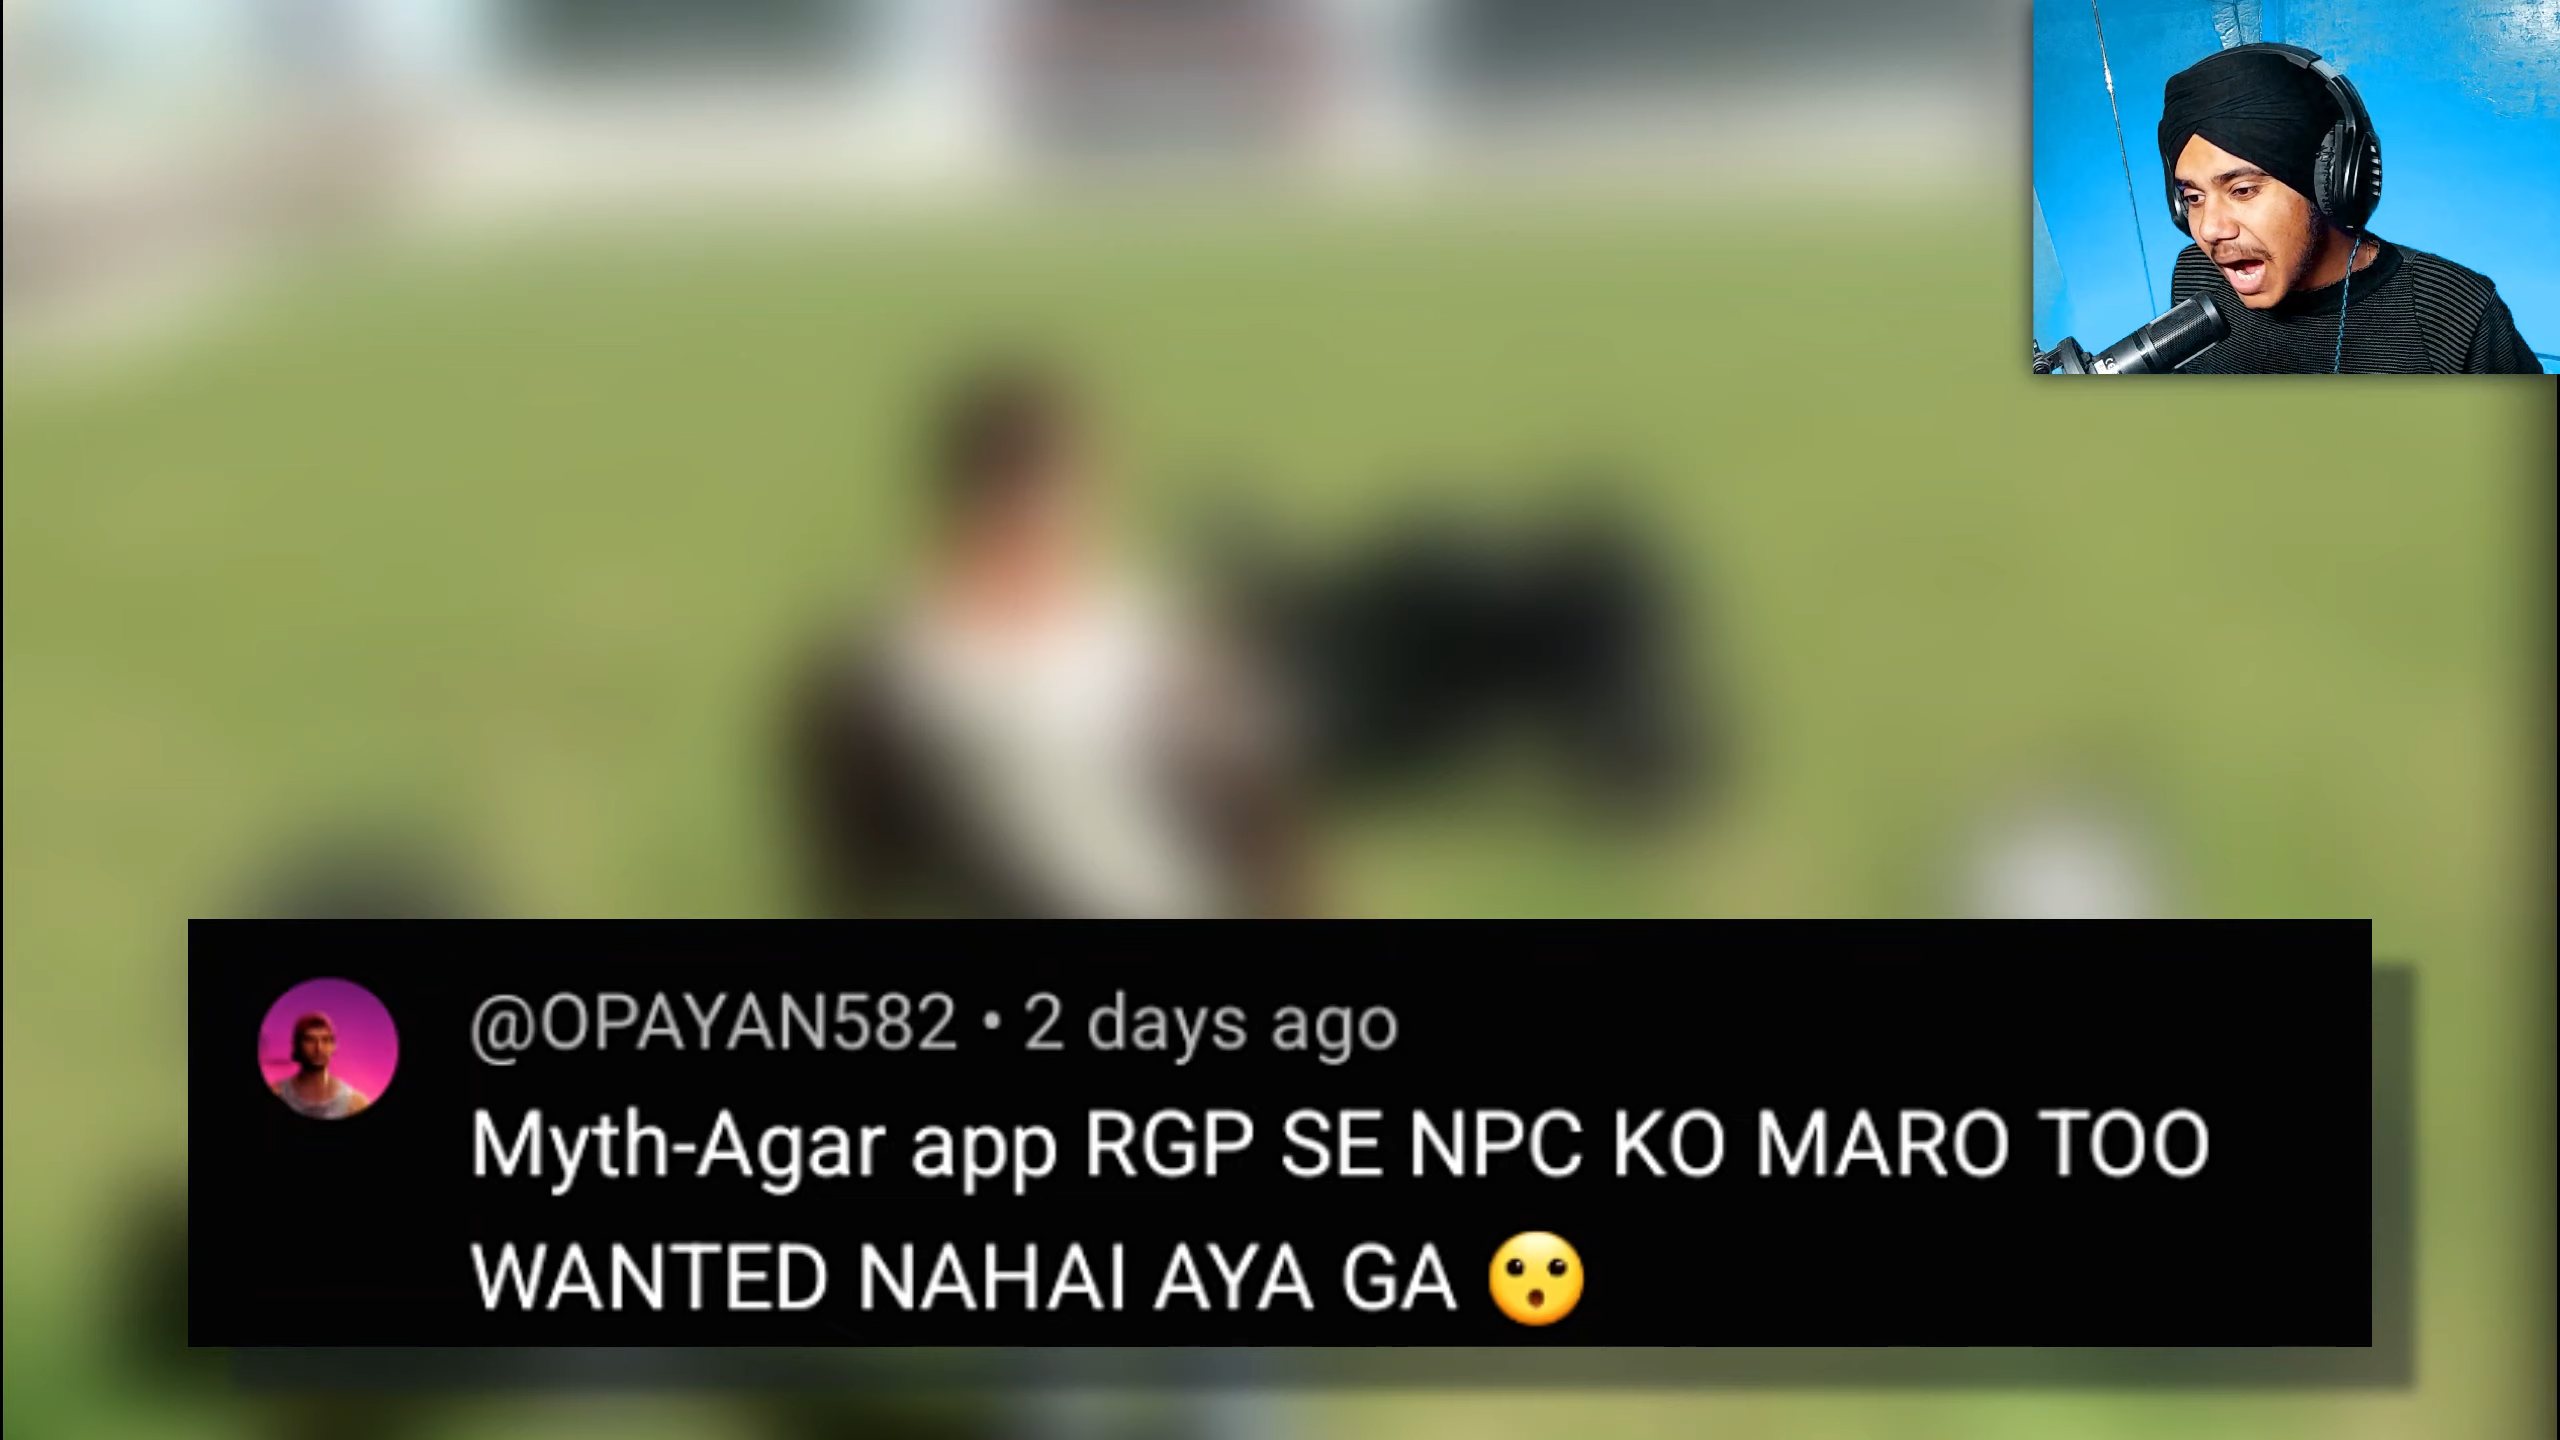 @OPAYAN582 • 2 days ago
Myth-Agar app RGP SE NPC KO MARO TOO
WANTED NAHAI AYA GA 😮